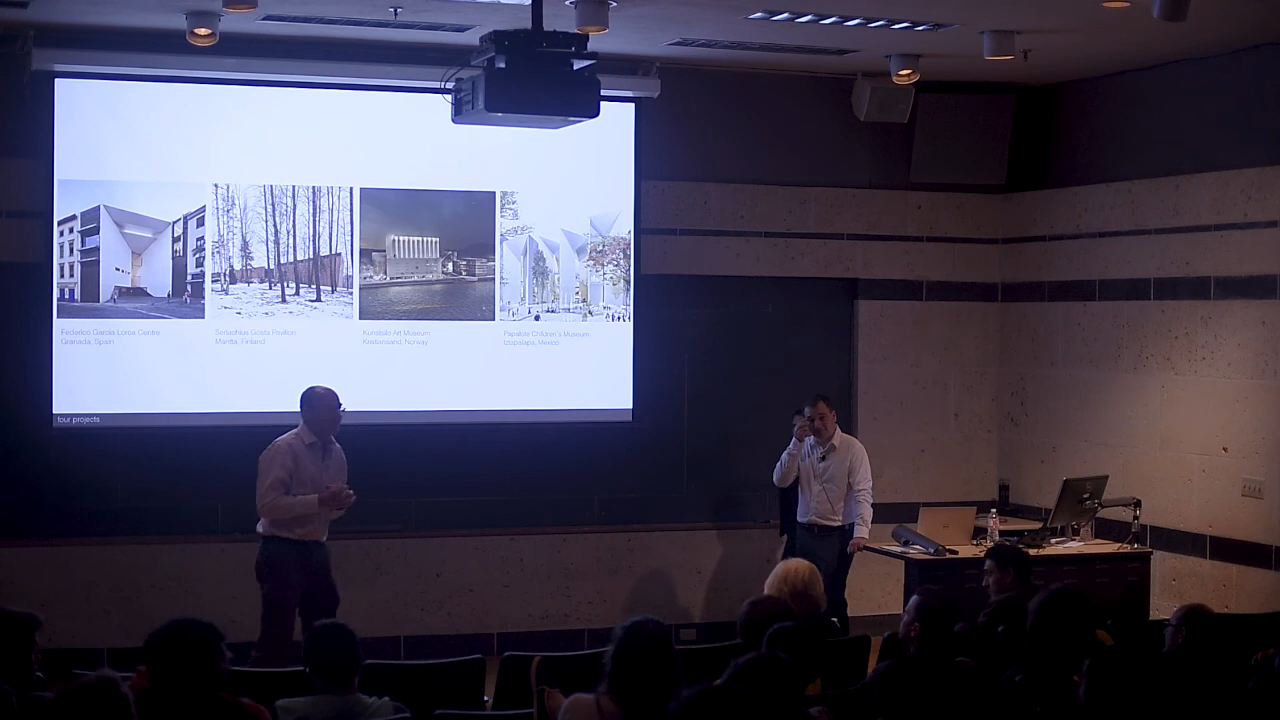 Federico García Lorca Centre
Granada, Spain
Serlachius Gösta Pavilion
Mänttä, Finland
Kunstsilo Art Museum
Kristiansand, Norway
Papalote Children's Museum
Iztapalapa, Mexico
four projects